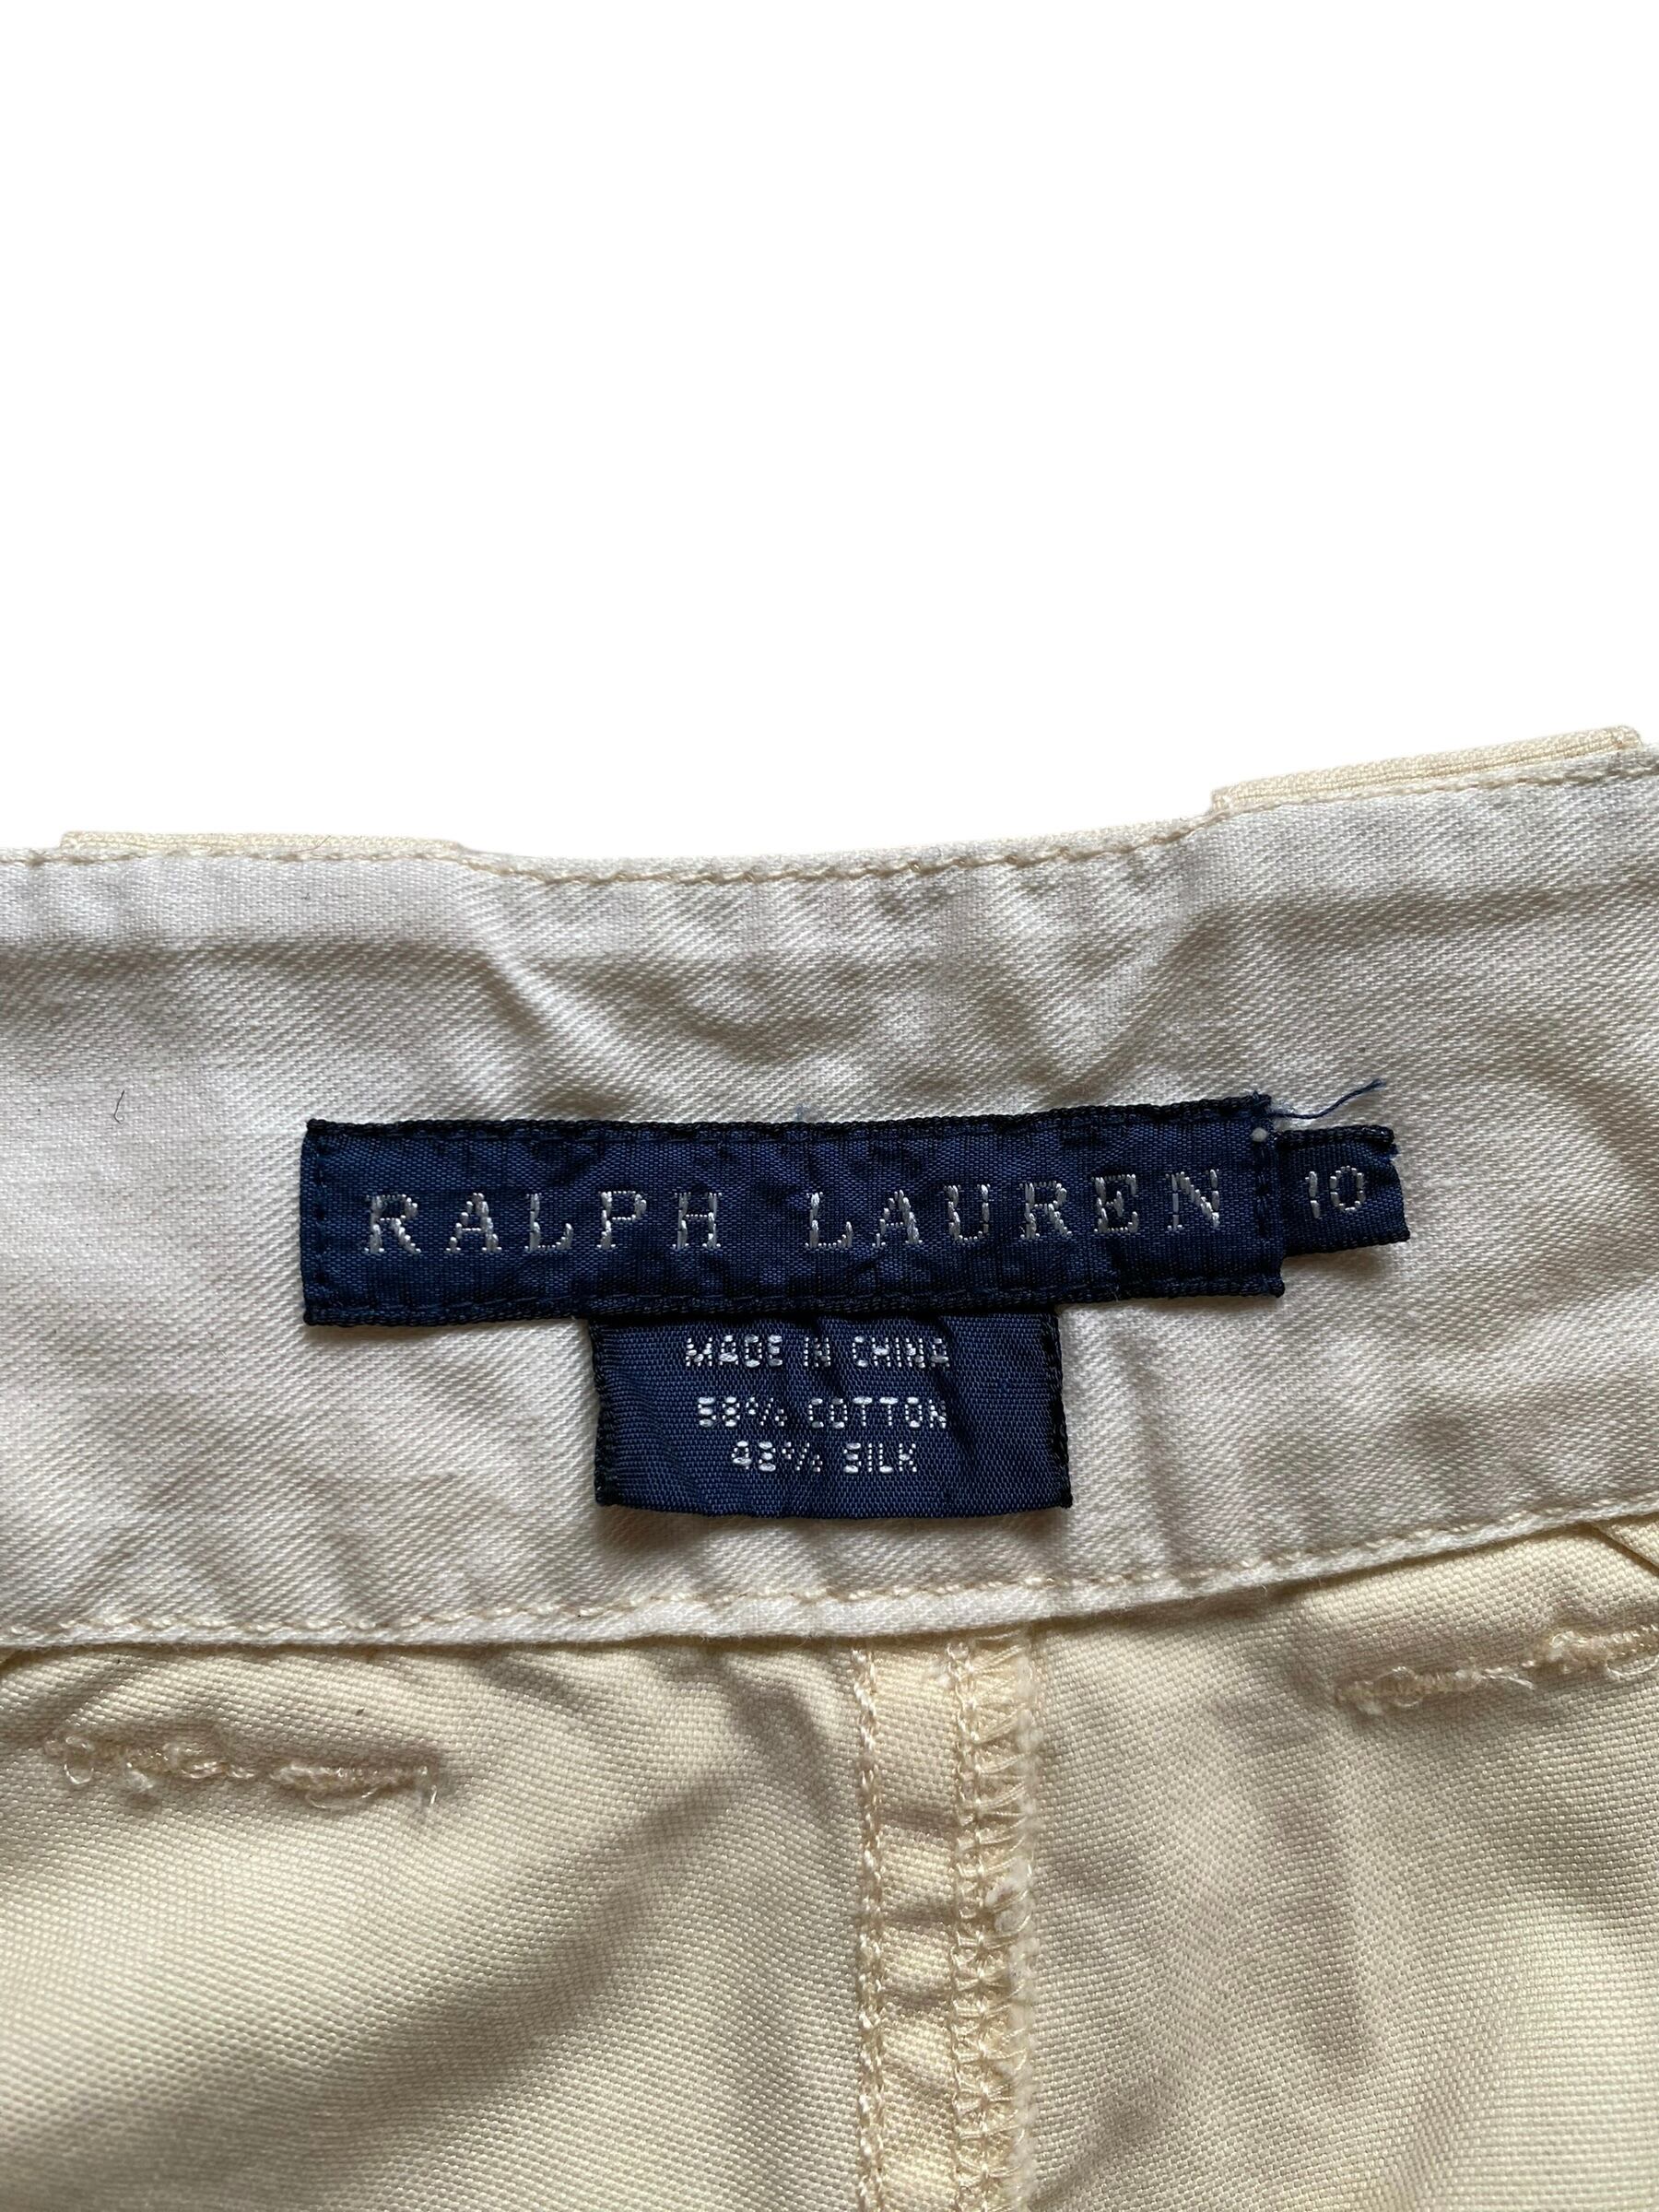 RALPH LAUREN 10
MADE IN CHINA
58% COTTON
42% SILK